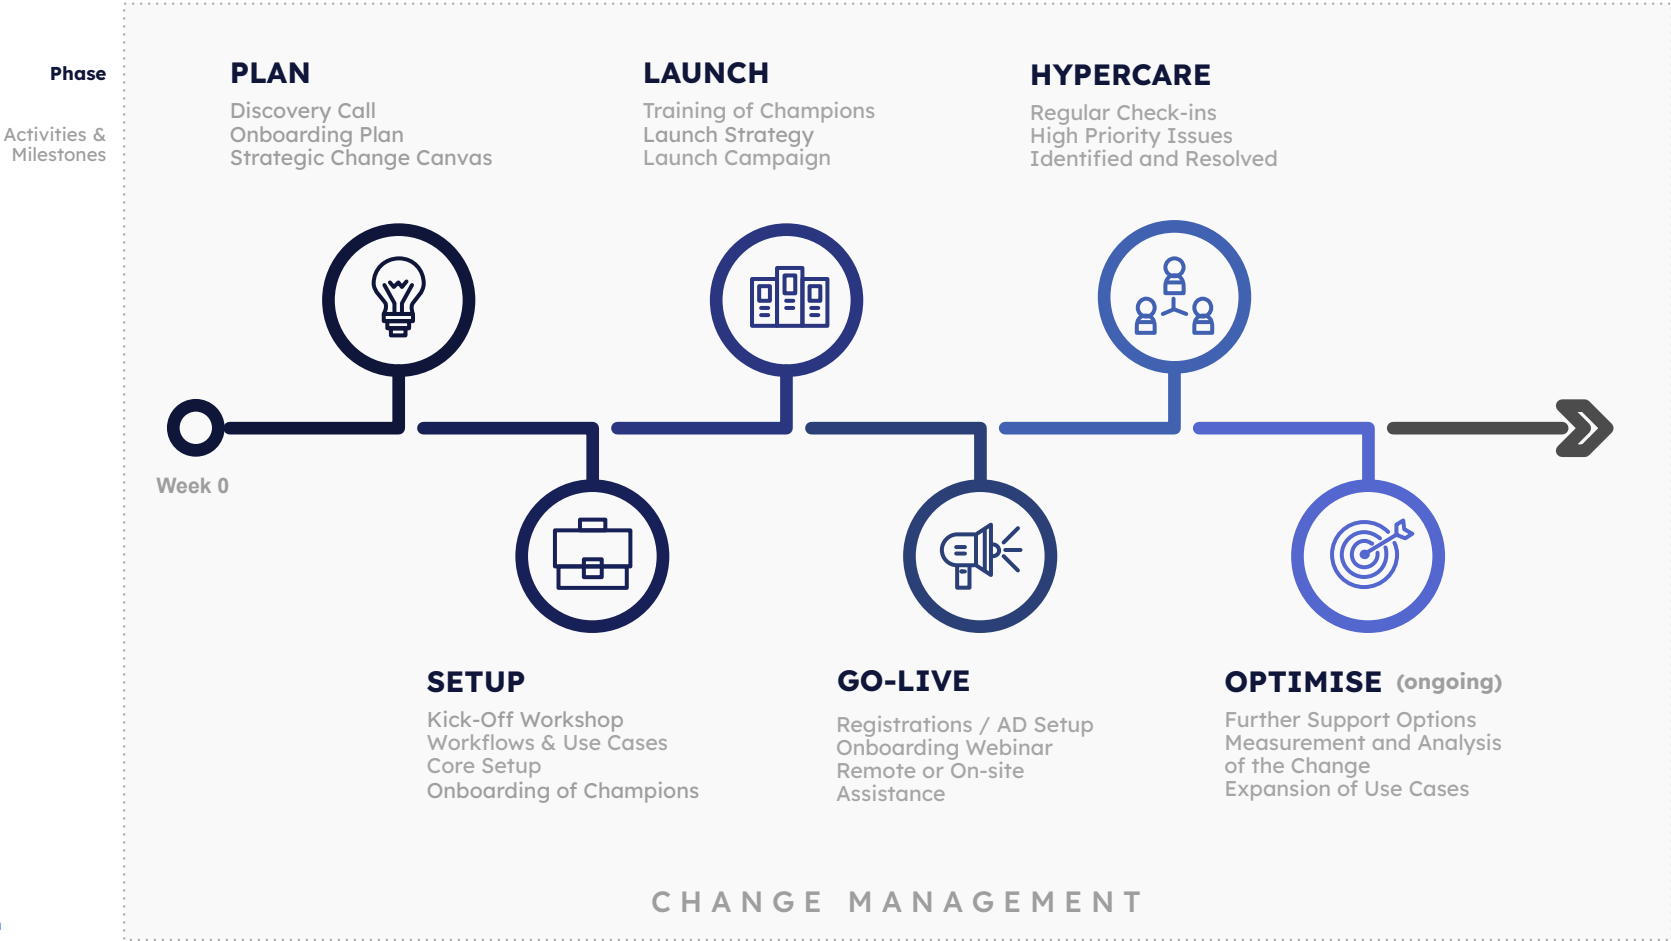 Phase
Activities &
Milestones
PLAN
Discovery Call
Onboarding Plan
Strategic Change Canvas
LAUNCH
Training of Champions
Launch Strategy
Launch Campaign
HYPERCARE
Regular Check-ins
High Priority Issues
Identified and Resolved
Week 0
SETUP
Kick-Off Workshop
Workflows & Use Cases
Core Setup
Onboarding of Champions
GO-LIVE
Registrations / AD Setup
Onboarding Webinar
Remote or On-site
Assistance
OPTIMISE (ongoing)
Further Support Options
Measurement and Analysis
of the Change
Expansion of Use Cases
CHANGE MANAGEMENT